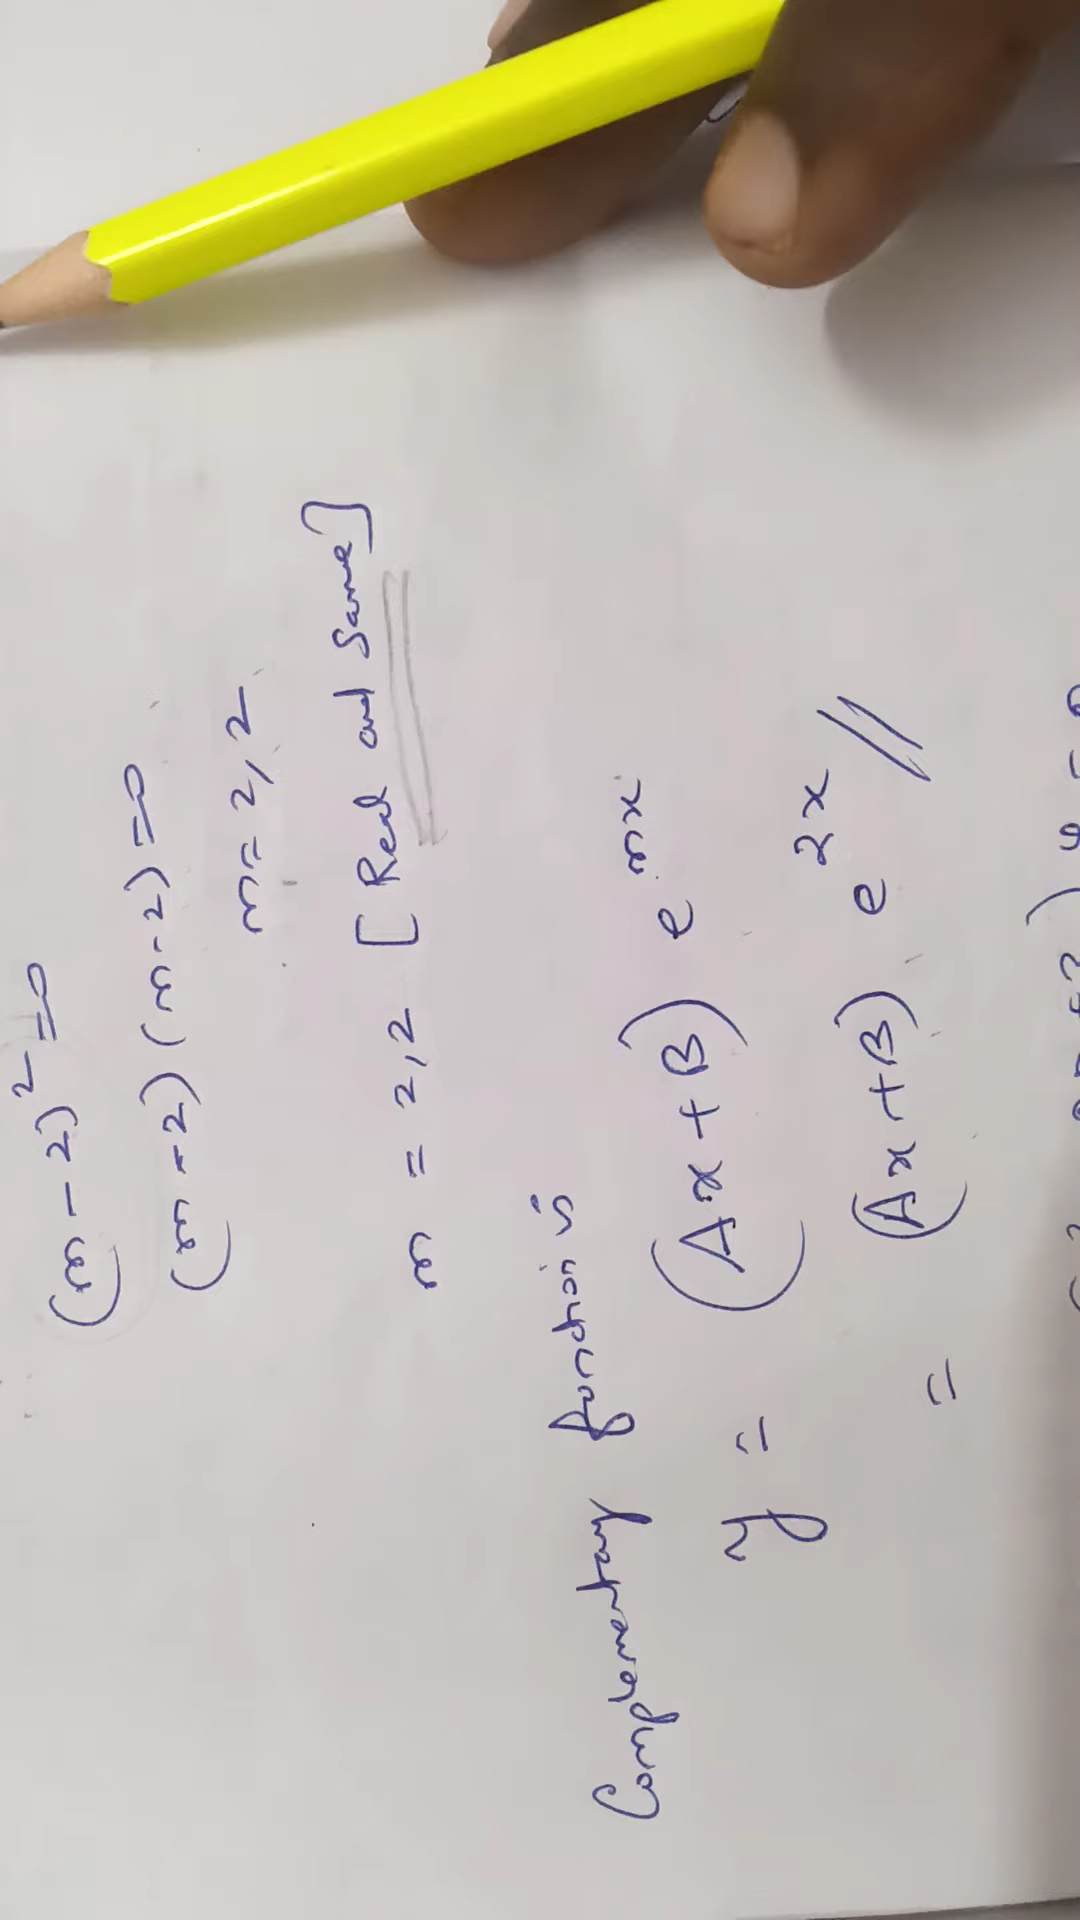 (m-2)²=0
(m-2)(m-2)=0
m=2,2
m = 2,2 [Real and Same]
Complementary function is
y = (Ax+B) e^mx
= (Ax+B) e^2x //